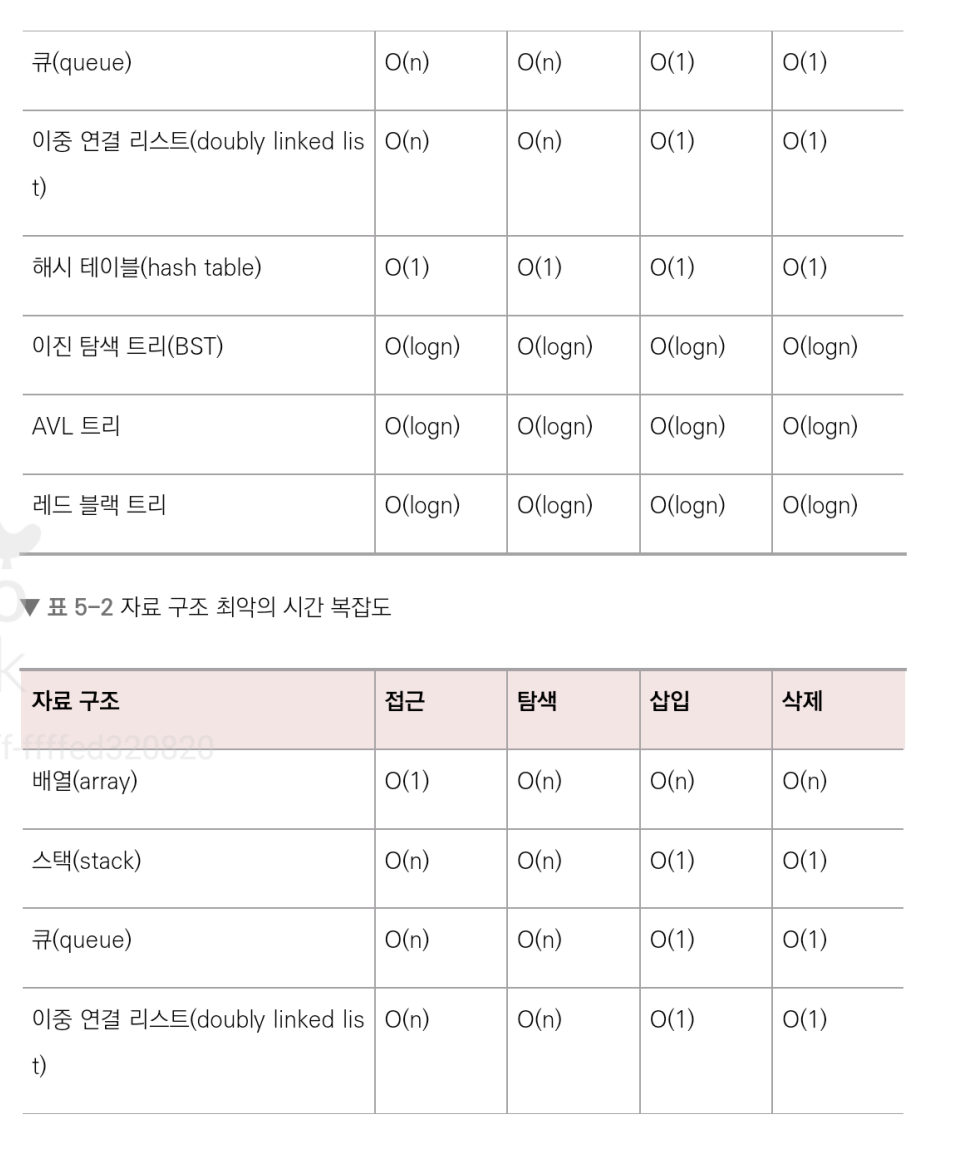 큐(queue) O(n) O(n) O(1) O(1)
이중 연결 리스트(doubly linked lis O(n) O(n) O(1) O(1)
t)
해시 테이블(hash table) O(1) O(1) O(1) O(1)
이진 탐색 트리(BST) O(logn) O(logn) O(logn) O(logn)
AVL 트리 O(logn) O(logn) O(logn) O(logn)
레드 블랙 트리 O(logn) O(logn) O(logn) O(logn)
▼ 표 5-2 자료 구조 최악의 시간 복잡도
자료 구조 접근 탐색 삽입 삭제
f-ffffed320820
배열(array) O(1) O(n) O(n) O(n)
스택(stack) O(n) O(n) O(1) O(1)
큐(queue) O(n) O(n) O(1) O(1)
이중 연결 리스트(doubly linked lis O(n) O(n) O(1) O(1)
t)